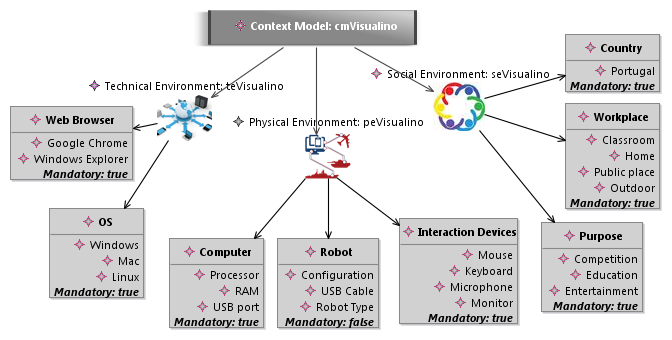 Context Model: cmVisualino
Technical Environment: teVisualino
Physical Environment: peVisualino
Social Environment: seVisualino
Web Browser
Google Chrome
Windows Explorer
Mandatory: true
OS
Windows
Mac
Linux
Mandatory: true
Computer
Processor
RAM
USB port
Mandatory: true
Robot
Configuration
USB Cable
Robot Type
Mandatory: false
Interaction Devices
Mouse
Keyboard
Microphone
Monitor
Mandatory: true
Country
Portugal
Mandatory: true
Workplace
Classroom
Home
Public place
Outdoor
Mandatory: true
Purpose
Competition
Education
Entertainment
Mandatory: true